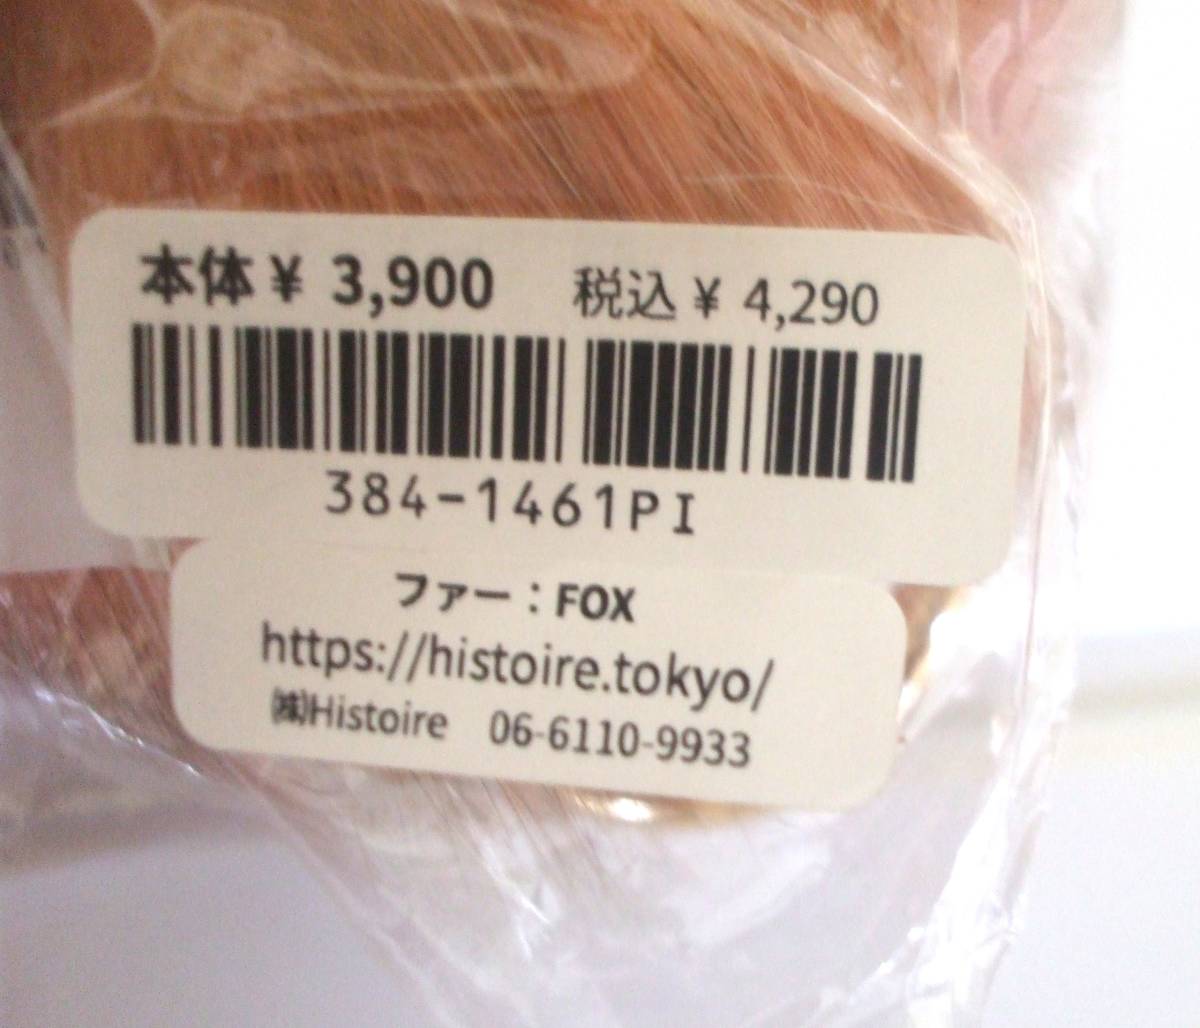 本体¥ 3,900 税込¥ 4,290
384-1461PI
ファー：FOX
https://histoire.tokyo/
㈱Histoire 06-6110-9933